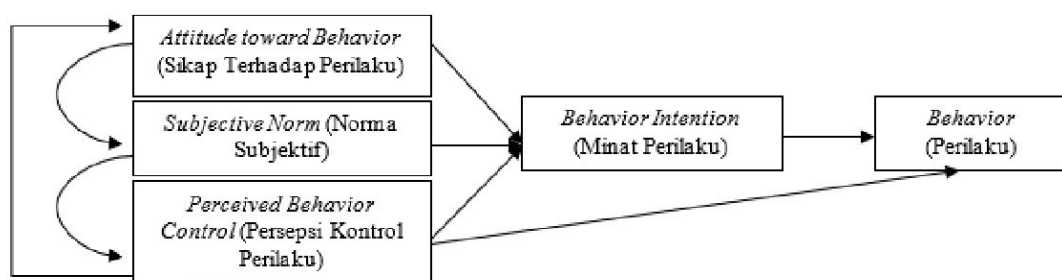 Attitude toward Behavior
(Sikap Terhadap Perilaku)
Subjective Norm (Norma
Subjektif)
Perceived Behavior
Control (Persepsi Kontrol
Perilaku)
Behavior Intention
(Minat Perilaku)
Behavior
(Perilaku)